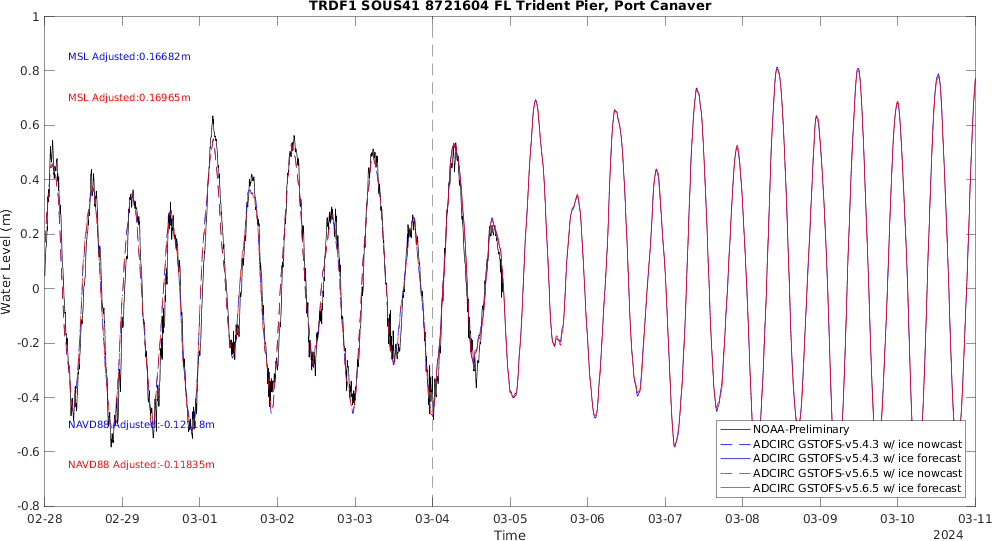 TRDF1 SOUS41 8721604 FL Trident Pier, Port Canaver
1
0.8
0.6
0.4
0.2
0
-0.2
-0.4
-0.6
-0.8
Water Level (m)
MSL Adjusted:0.16682m
MSL Adjusted:0.16965m
NAVD88 Adjusted:-0.12118m
NAVD88 Adjusted:-0.11835m
NOAA-Preliminary
ADCIRC GSTOFS-v5.4.3 w/ ice nowcast
ADCIRC GSTOFS-v5.4.3 w/ ice forecast
ADCIRC GSTOFS-v5.6.5 w/ ice nowcast
ADCIRC GSTOFS-v5.6.5 w/ ice forecast
02-28
02-29
03-01
03-02
03-03
03-04
03-05
03-06
03-07
03-08
03-09
03-10
03-11
Time
2024